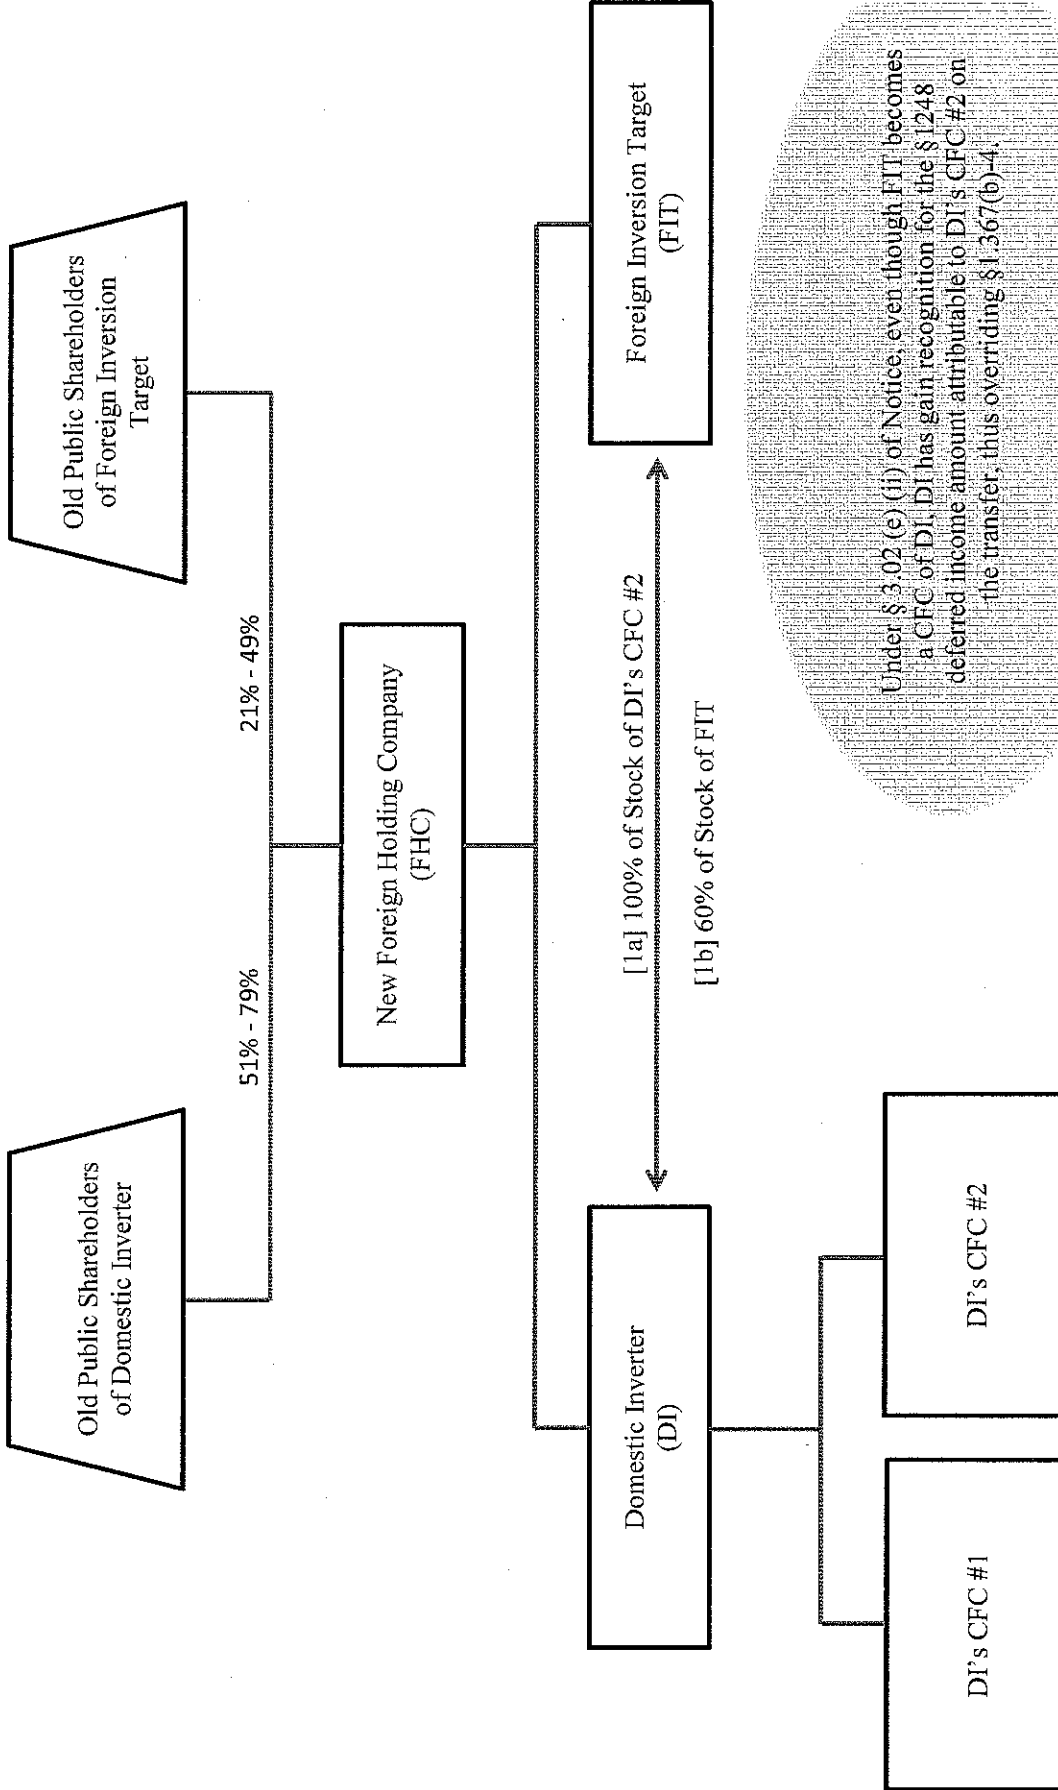 Old Public Shareholders
of Domestic Inverter
Old Public Shareholders
of Foreign Inversion
Target
51% - 79%
21% - 49%
New Foreign Holding Company
(FHC)
Domestic Inverter
(DI)
Foreign Inversion Target
(FIT)
[1a] 100% of Stock of DI's CFC #2
[1b] 60% of Stock of FIT
DI's CFC #1
DI's CFC #2
Under § 3.02 (e) (ii) of Notice, even though FIT becomes
a CFC of DI, DI has gain recognition for the § 1248
deferred income amount attributable to DI's CFC #2 on
the transfer, thus overriding §1.367(b)-4.